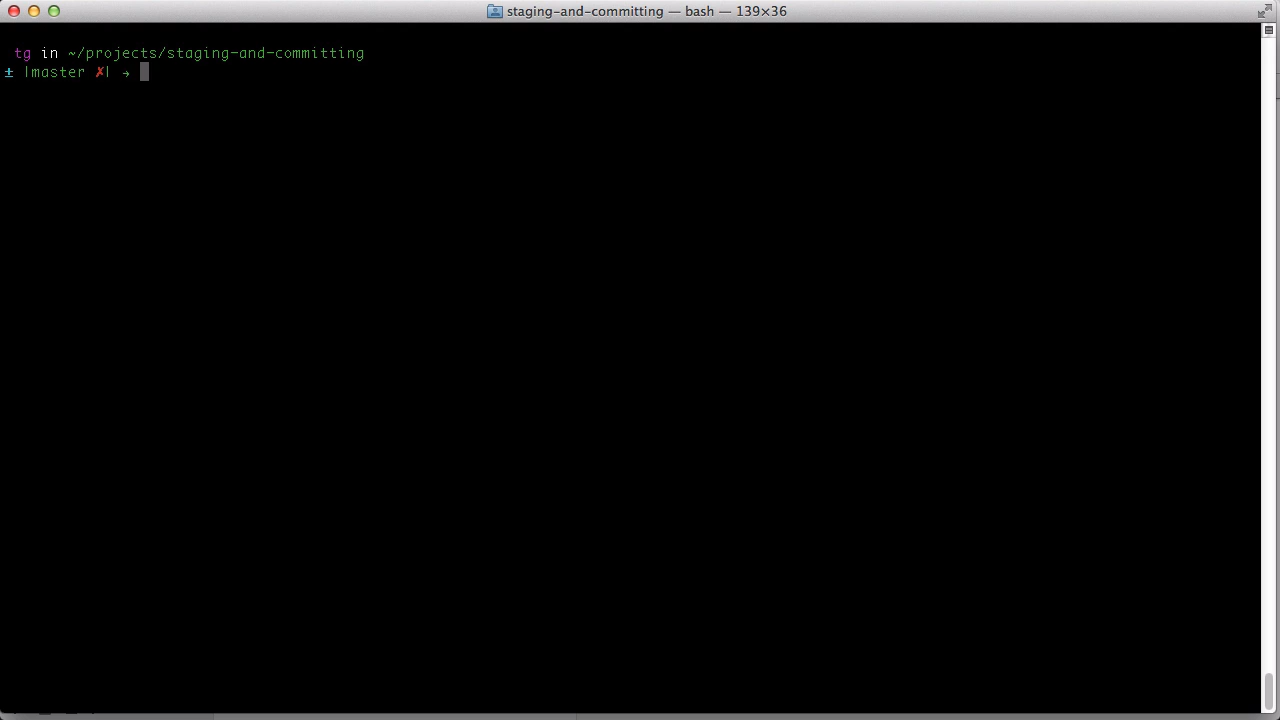 staging-and-committing — bash — 139×36
tg in ~/projects/staging-and-committing
± |master ✗| →